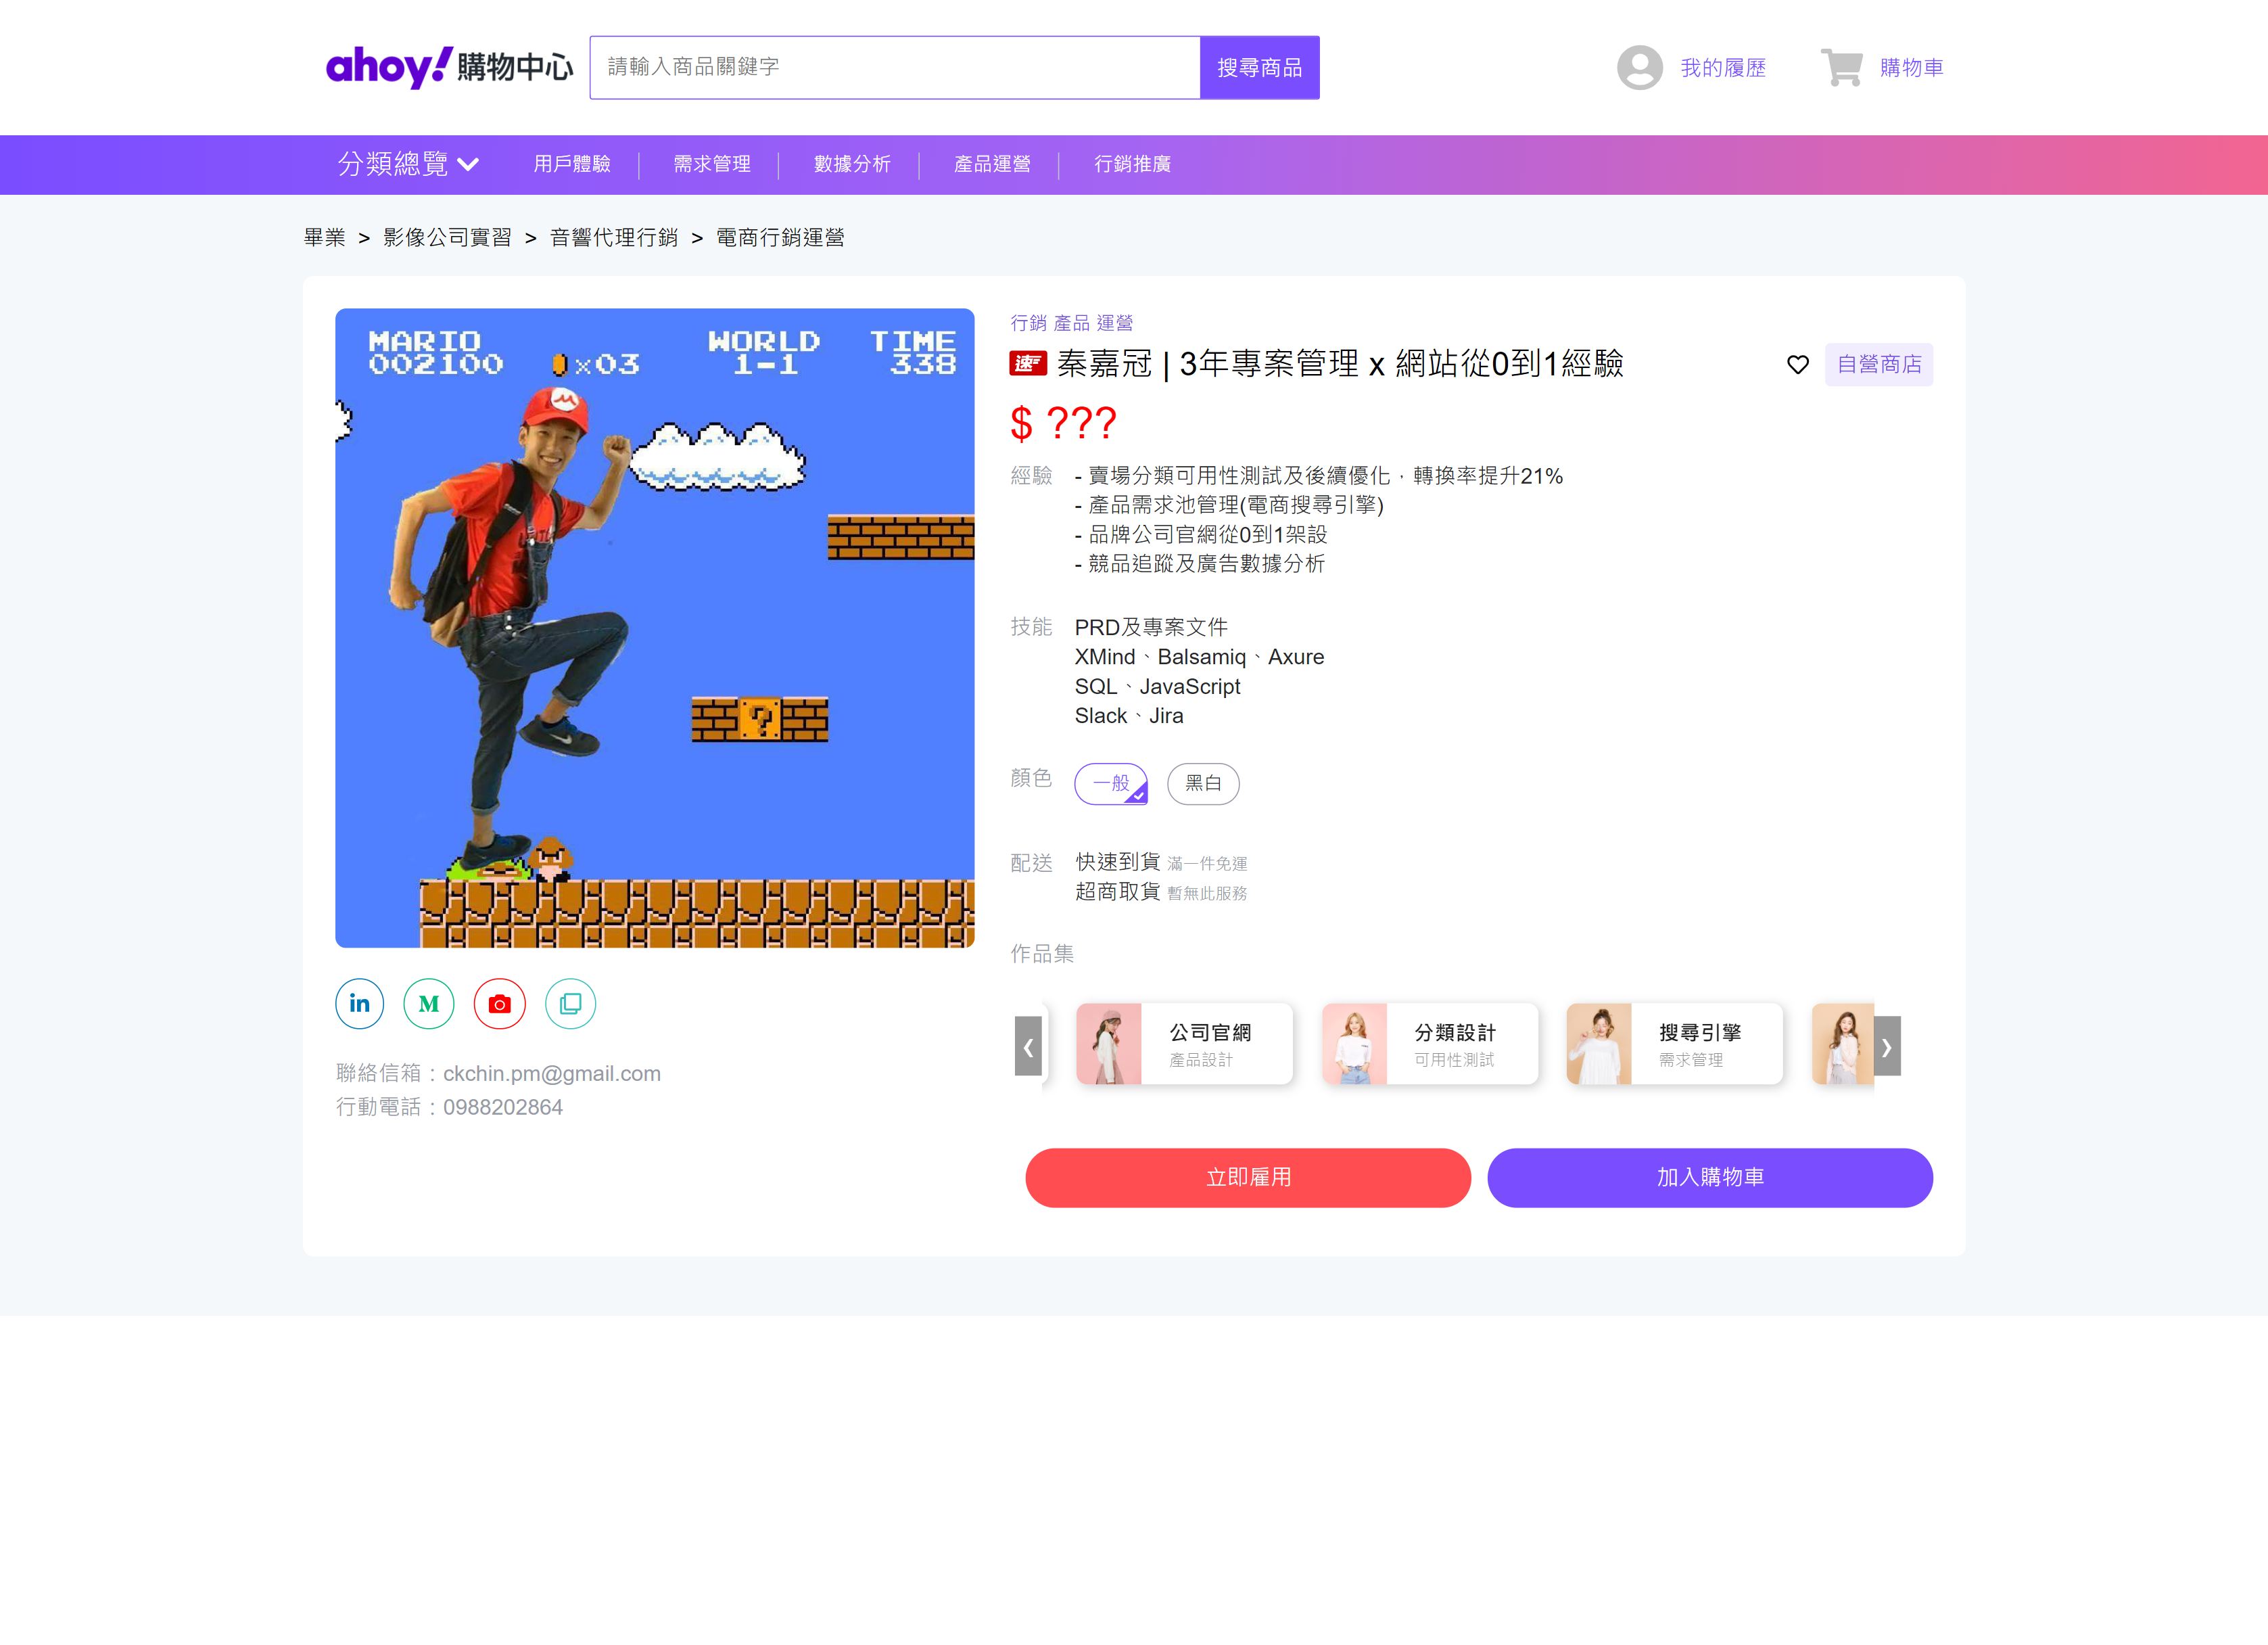 ahoy! 購物中心
請輸入商品關鍵字
搜尋商品
我的履歷
購物車
分類總覽
用戶體驗
需求管理
數據分析
產品運營
行銷推廣
畢業 > 影像公司實習 > 音響代理行銷 > 電商行銷運營
MARIO
002100
×03
WORLD
1-1
TIME
338
?
行銷 產品 運營
速 秦嘉冠 | 3年專案管理 x 網站從0到1經驗
自營商店
$ ???
經驗
- 賣場分類可用性測試及後續優化，轉換率提升21%
- 產品需求池管理(電商搜尋引擎)
- 品牌公司官網從0到1架設
- 競品追蹤及廣告數據分析
技能
PRD及專案文件
XMind、Balsamiq、Axure
SQL、JavaScript
Slack、Jira
顏色
一般
黑白
配送
快速到貨 滿一件免運
超商取貨 暫無此服務
作品集
公司官網
產品設計
分類設計
可用性測試
搜尋引擎
需求管理
立即雇用
加入購物車
in
M
聯絡信箱：ckchin.pm@gmail.com
行動電話：0988202864